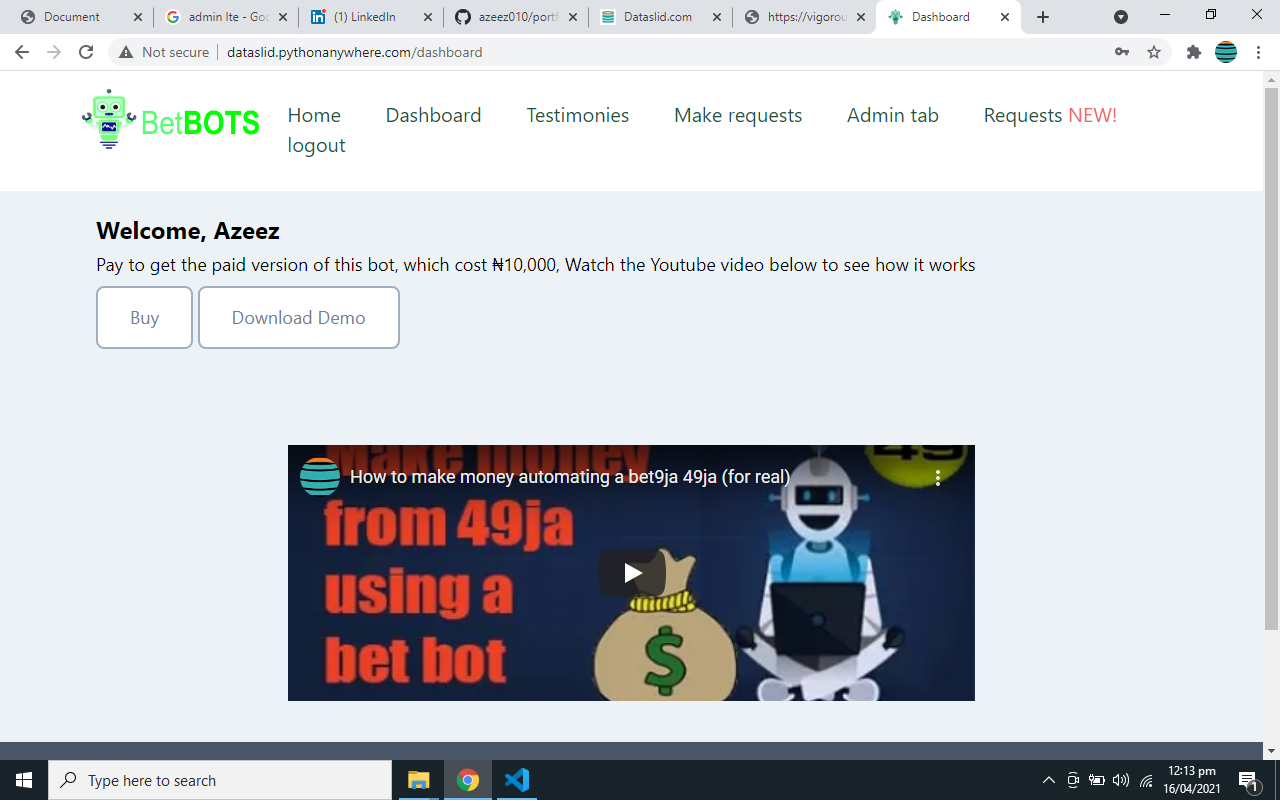 Document
admin lte - Goo
(1) LinkedIn
azeez010/portf
Dataslid.com
https://vigorou
Dashboard
Not secure
dataslid.pythonanywhere.com/dashboard
BetBOTS
Home
Dashboard
Testimonies
Make requests
Admin tab
Requests NEW!
logout
Welcome, Azeez
Pay to get the paid version of this bot, which cost ₦10,000, Watch the Youtube video below to see how it works
Buy
Download Demo
How to make money automating a bet9ja 49ja (for real)
Make money
49
from 49ja
using a
bet bot
$
Type here to search
12:13 pm
16/04/2021
1